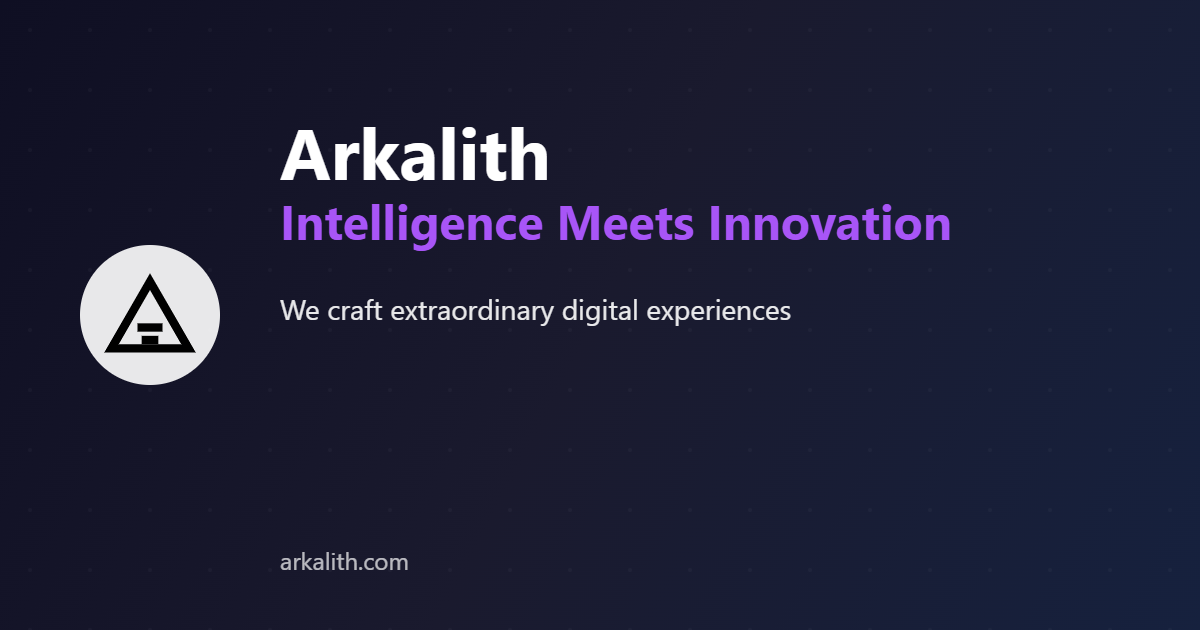 Arkalith
Intelligence Meets Innovation
We craft extraordinary digital experiences
arkalith.com